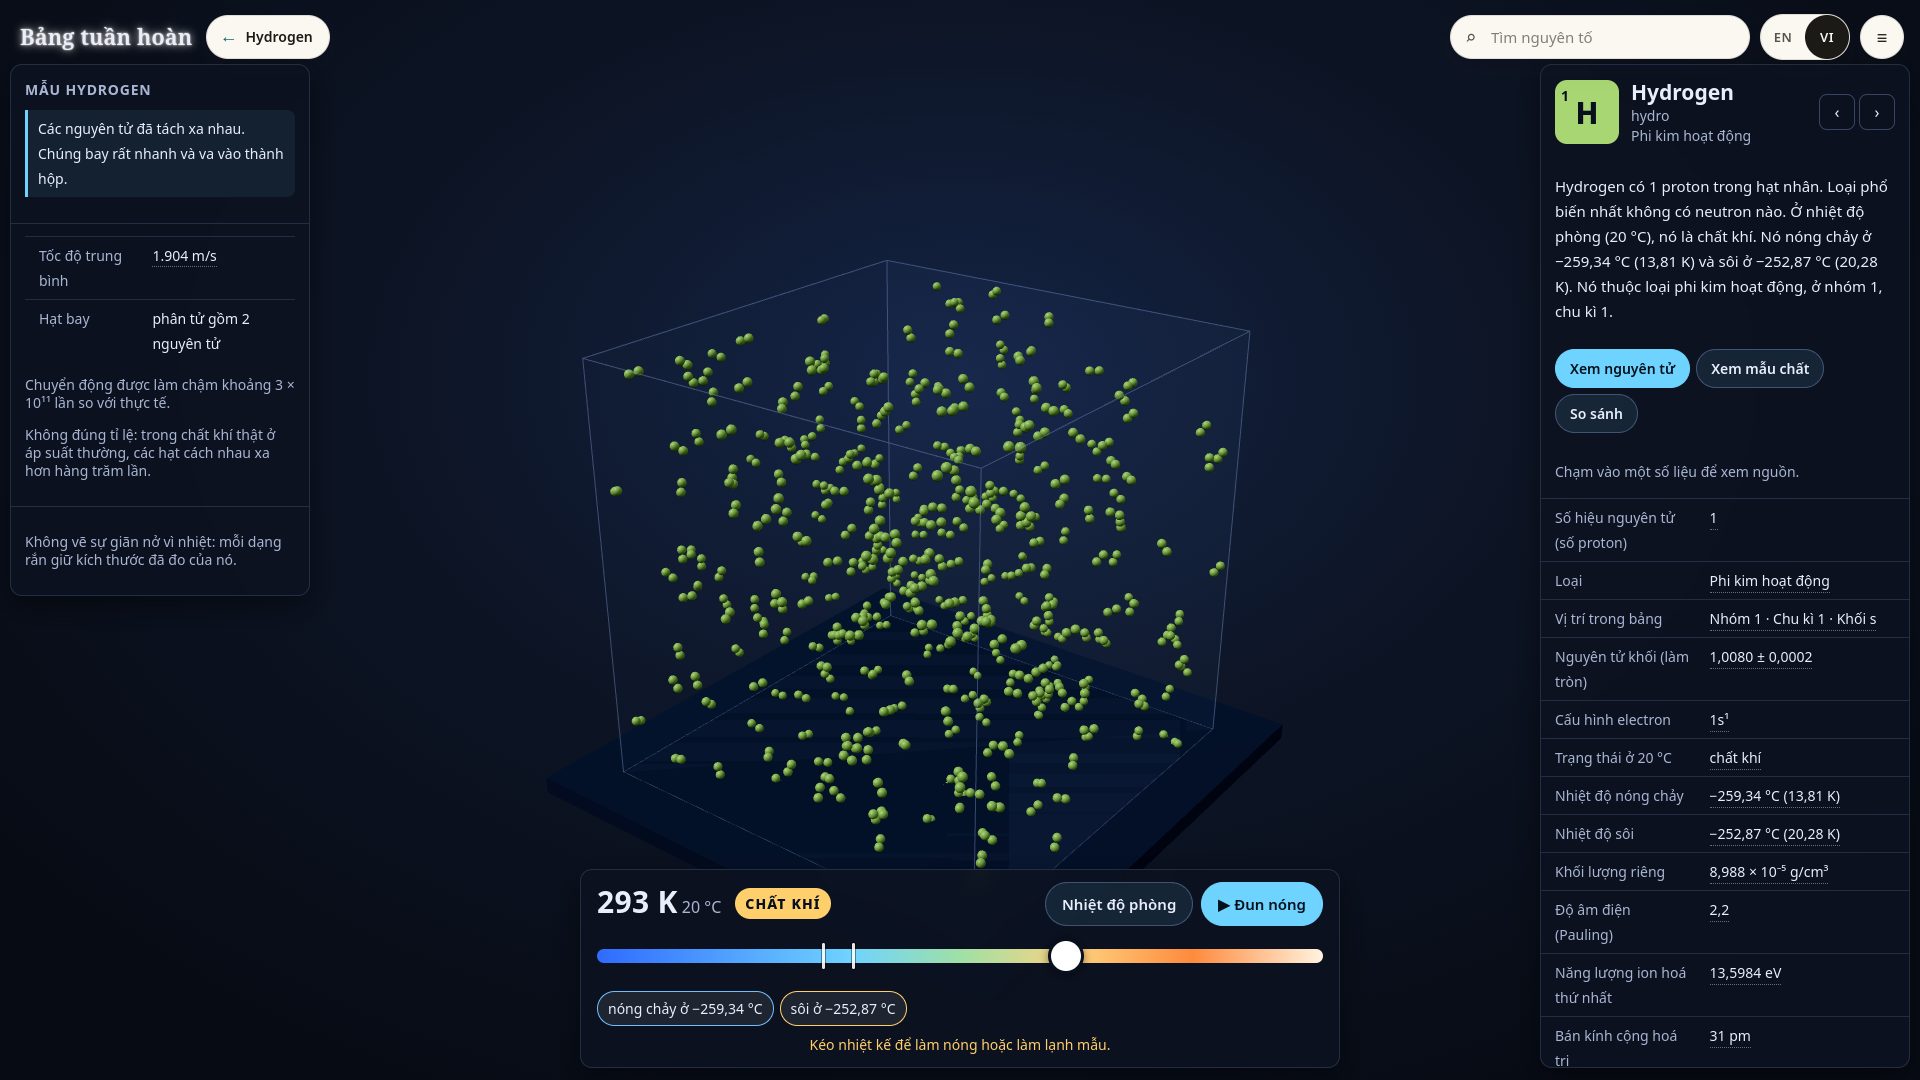 Bảng tuần hoàn
← Hydrogen
Tìm nguyên tố
EN VI
MẪU HYDROGEN
Các nguyên tử đã tách xa nhau.
Chúng bay rất nhanh và va vào thành
hộp.
Tốc độ trung
bình
1.904 m/s
Hạt bay
phân tử gồm 2
nguyên tử
Chuyển động được làm chậm khoảng 3 ×
10¹¹ lần so với thực tế.
Không đúng tỉ lệ: trong chất khí thật ở
áp suất thường, các hạt cách nhau xa
hơn hàng trăm lần.
Không vẽ sự giãn nở vì nhiệt: mỗi dạng
rắn giữ kích thước đã đo của nó.
293 K 20 °C CHẤT KHÍ
Nhiệt độ phòng
▶ Đun nóng
nóng chảy ở −259,34 °C
sôi ở −252,87 °C
Kéo nhiệt kế để làm nóng hoặc làm lạnh mẫu.
1
H
Hydrogen
hydro
Phi kim hoạt động
‹ ›
Hydrogen có 1 proton trong hạt nhân. Loại phổ
biến nhất không có neutron nào. Ở nhiệt độ
phòng (20 °C), nó là chất khí. Nó nóng chảy ở
−259,34 °C (13,81 K) và sôi ở −252,87 °C (20,28
K). Nó thuộc loại phi kim hoạt động, ở nhóm 1,
chu kì 1.
Xem nguyên tử
Xem mẫu chất
So sánh
Chạm vào một số liệu để xem nguồn.
Số hiệu nguyên tử
(số proton)
1
Loại
Phi kim hoạt động
Vị trí trong bảng
Nhóm 1 · Chu kì 1 · Khối s
Nguyên tử khối (làm
tròn)
1,0080 ± 0,0002
Cấu hình electron
1s¹
Trạng thái ở 20 °C
chất khí
Nhiệt độ nóng chảy
−259,34 °C (13,81 K)
Nhiệt độ sôi
−252,87 °C (20,28 K)
Khối lượng riêng
8,988 × 10⁻⁵ g/cm³
Độ âm điện
(Pauling)
2,2
Năng lượng ion hoá
thứ nhất
13,5984 eV
Bán kính cộng hoá
trị
31 pm